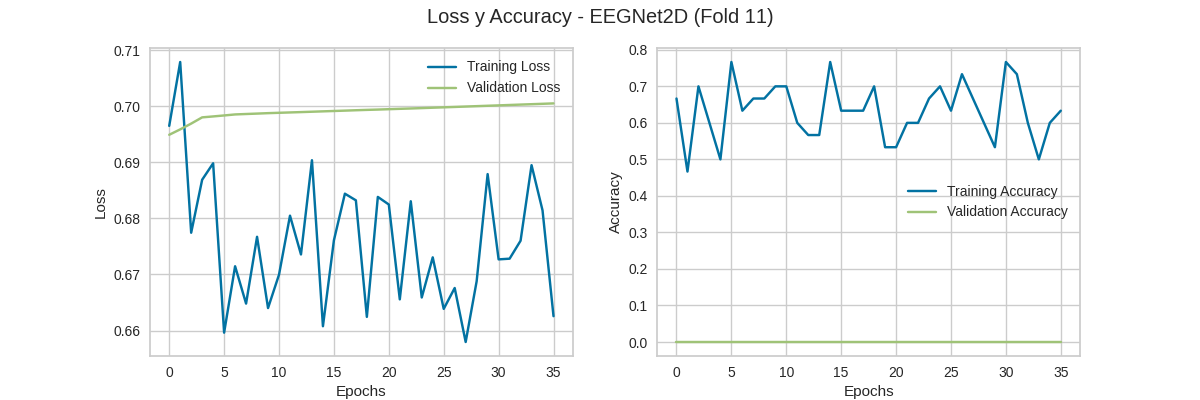 Loss y Accuracy - EEGNet2D (Fold 11)
0.71
0.70
0.69
0.68
0.67
0.66
Loss
Training Loss
Validation Loss
0 5 10 15 20 25 30 35
Epochs
0.8
0.7
0.6
0.5
0.4
0.3
0.2
0.1
0.0
Accuracy
Training Accuracy
Validation Accuracy
0 5 10 15 20 25 30 35
Epochs